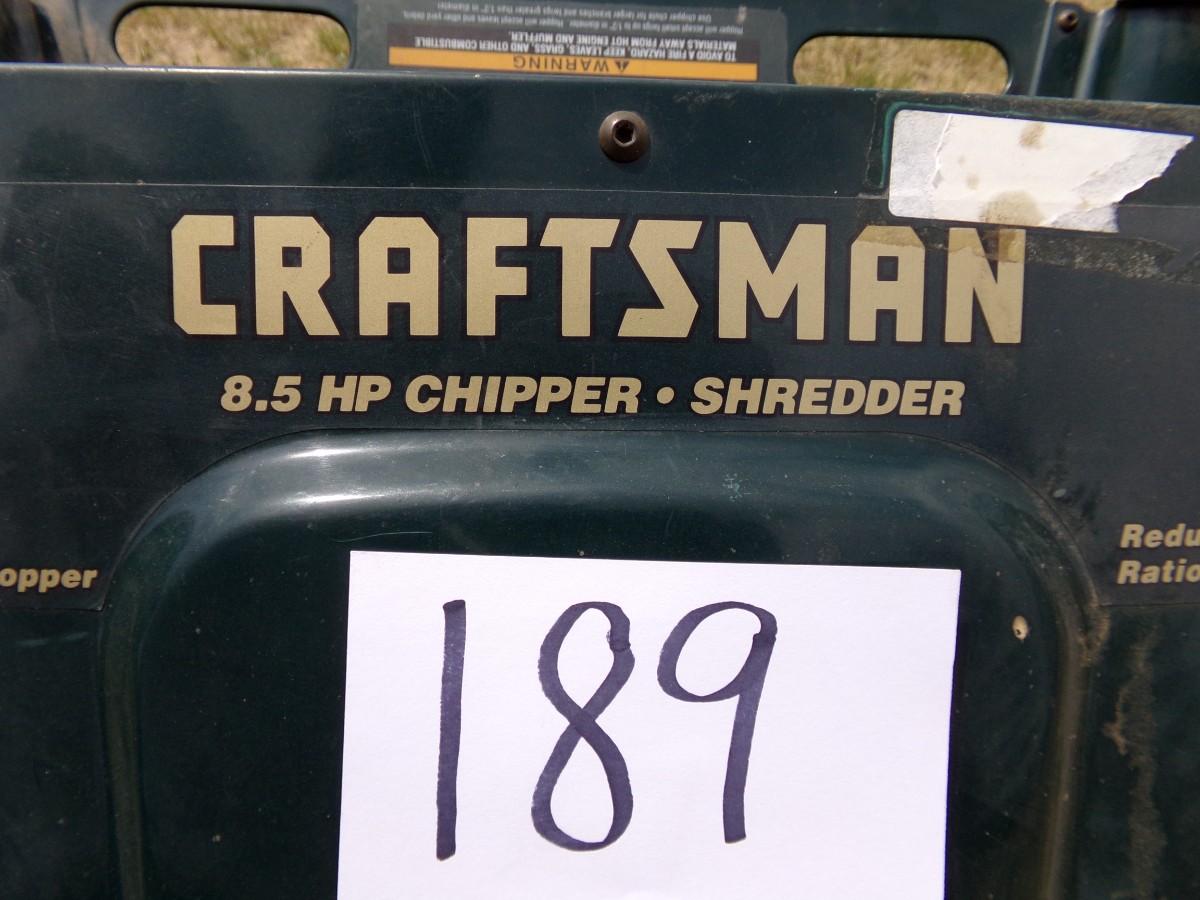 WARNING
TO AVOID A FIRE HAZARD, KEEP LEAVES, GRASS, AND OTHER COMBUSTIBLE
MATERIALS AWAY FROM HOT ENGINE AND MUFFLER.
CRAFTSMAN
8.5 HP CHIPPER • SHREDDER
opper
Redu
Ratio
189